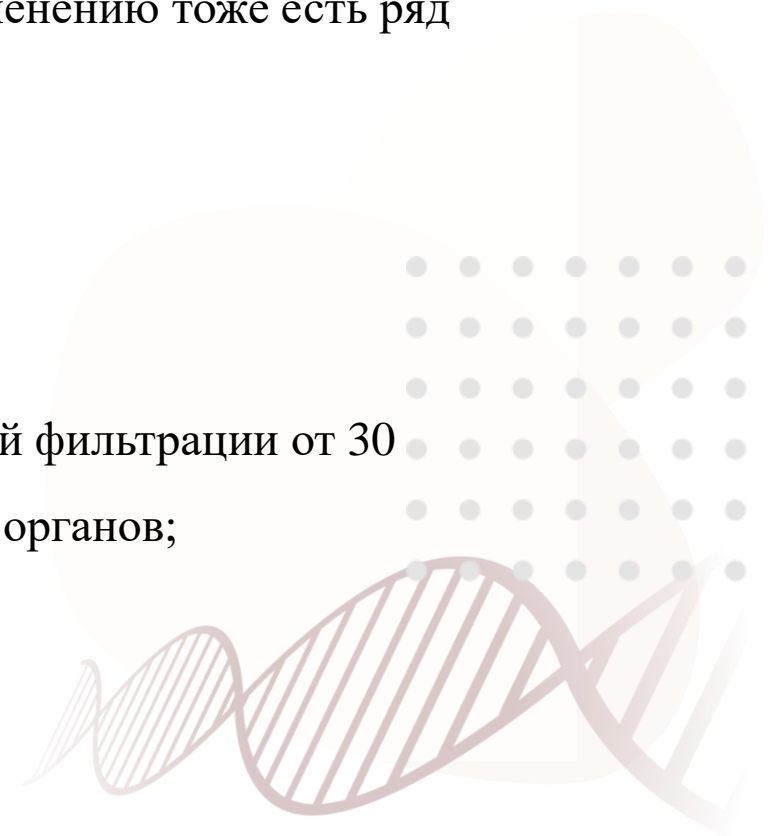 енению тоже есть ряд
й фильтрации от 30
органов;